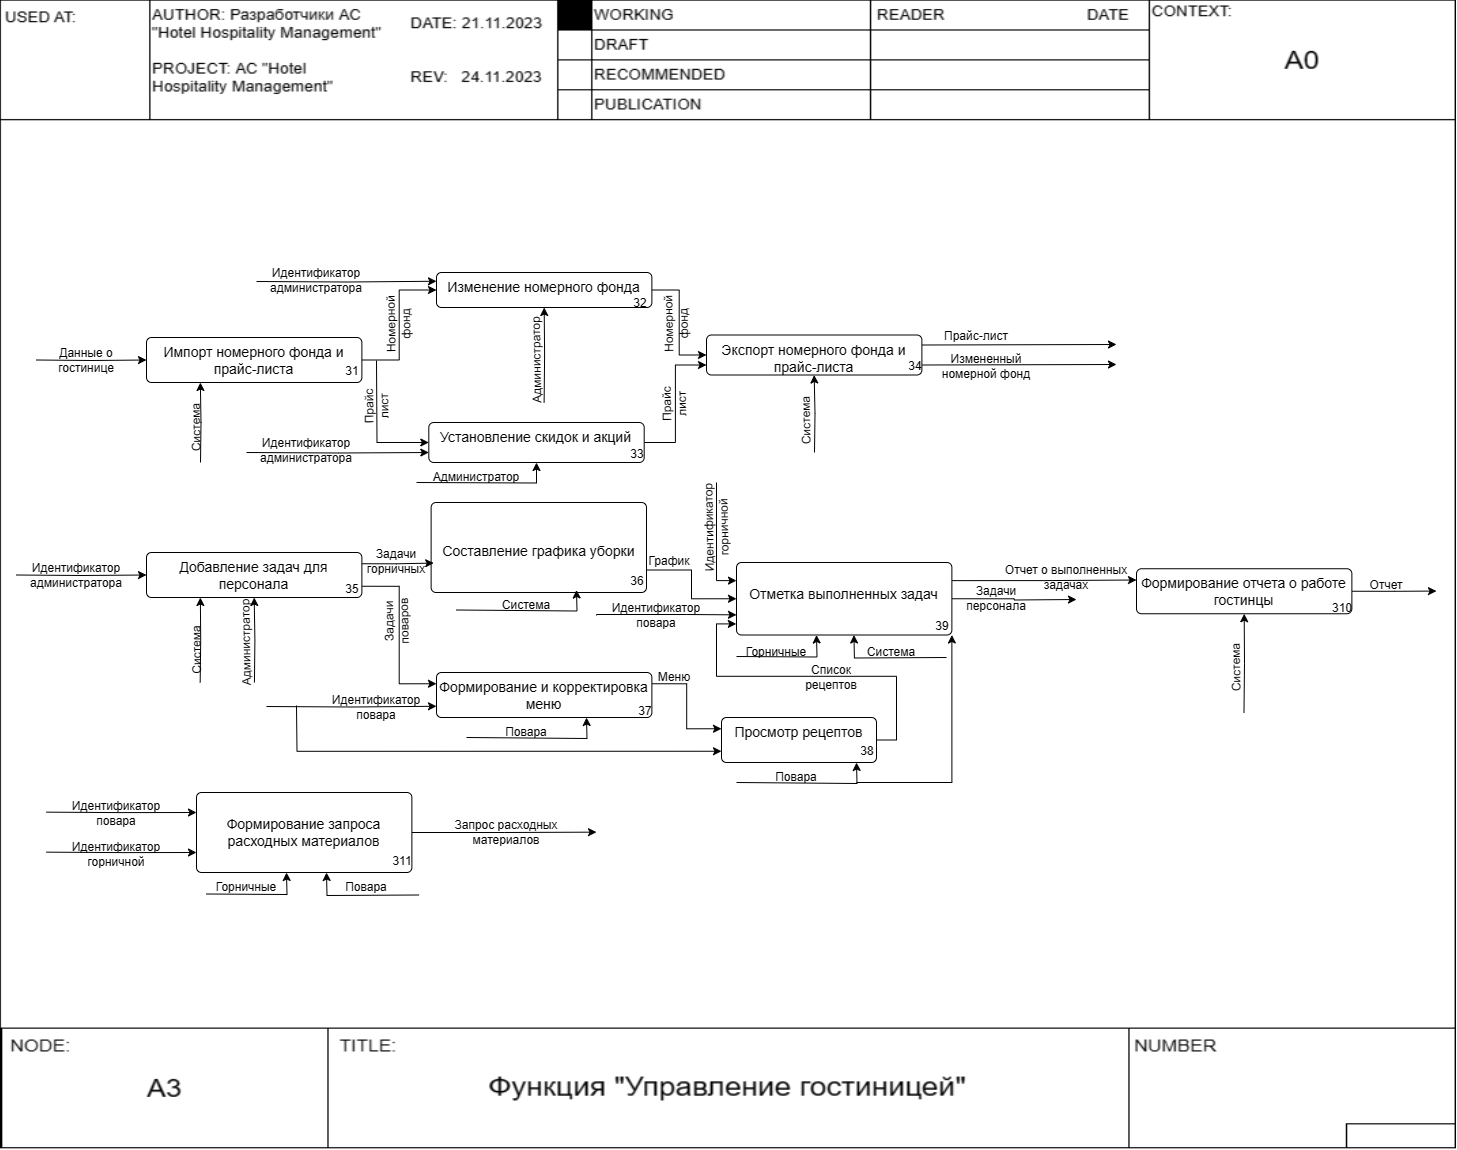 USED AT:
AUTHOR: Разработчики АС
"Hotel Hospitality Management"
DATE: 21.11.2023
PROJECT: АС "Hotel
Hospitality Management"
REV: 24.11.2023
WORKING
DRAFT
RECOMMENDED
PUBLICATION
READER
DATE
CONTEXT:
A0
Идентификатор
администратора
Изменение номерного фонда
32
Номерной
фонд
Номерной
фонд
Администратор
Данные о
гостинице
Импорт номерного фонда и
прайс-листа
31
Система
Прайс
лист
Экспорт номерного фонда и
прайс-листа
34
Прайс-лист
Измененный
номерной фонд
Система
Прайс
лист
Идентификатор
администратора
Установление скидок и акций
33
Администратор
Идентификатор
администратора
Добавление задач для
персонала
35
Система
Администратор
Задачи
горничных
Задачи
поваров
Составление графика уборки
36
Система
График
Идентификатор
горничной
Идентификатор
повара
Отметка выполненных задач
39
Горничные
Система
Отчет о выполненных
задачах
Задачи
персонала
Формирование отчета о работе
гостинцы
310
Отчет
Система
Идентификатор
повара
Формирование и корректировка
меню
37
Повара
Меню
Список
рецептов
Просмотр рецептов
38
Повара
Идентификатор
повара
Идентификатор
горничной
Формирование запроса
расходных материалов
311
Горничные
Повара
Запрос расходных
материалов
NODE:
A3
TITLE:
Функция "Управление гостиницей"
NUMBER